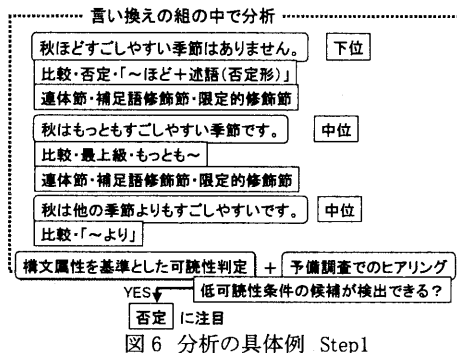 言い換えの組の中で分析
秋ほどすごしやすい季節はありません。 下位
比較・否定・「～ほど＋述語(否定形)」
連体節・補足語修飾節・限定的修飾節
秋はもっともすごしやすい季節です。 中位
比較・最上級・もっとも～
連体節・補足語修飾節・限定的修飾節
秋は他の季節よりもすごしやすいです。 中位
比較・「～より」
構文属性を基準とした可読性判定 ＋ 予備調査でのヒアリング
YES 低可読性条件の候補が検出できる？
否定 に注目
図6 分析の具体例 Step1